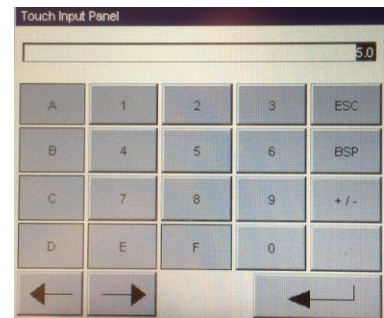 Touch Input Panel
5.0
A 1 2 3 ESC
B 4 5 6 BSP
C 7 8 9 + / -
D E F 0 .